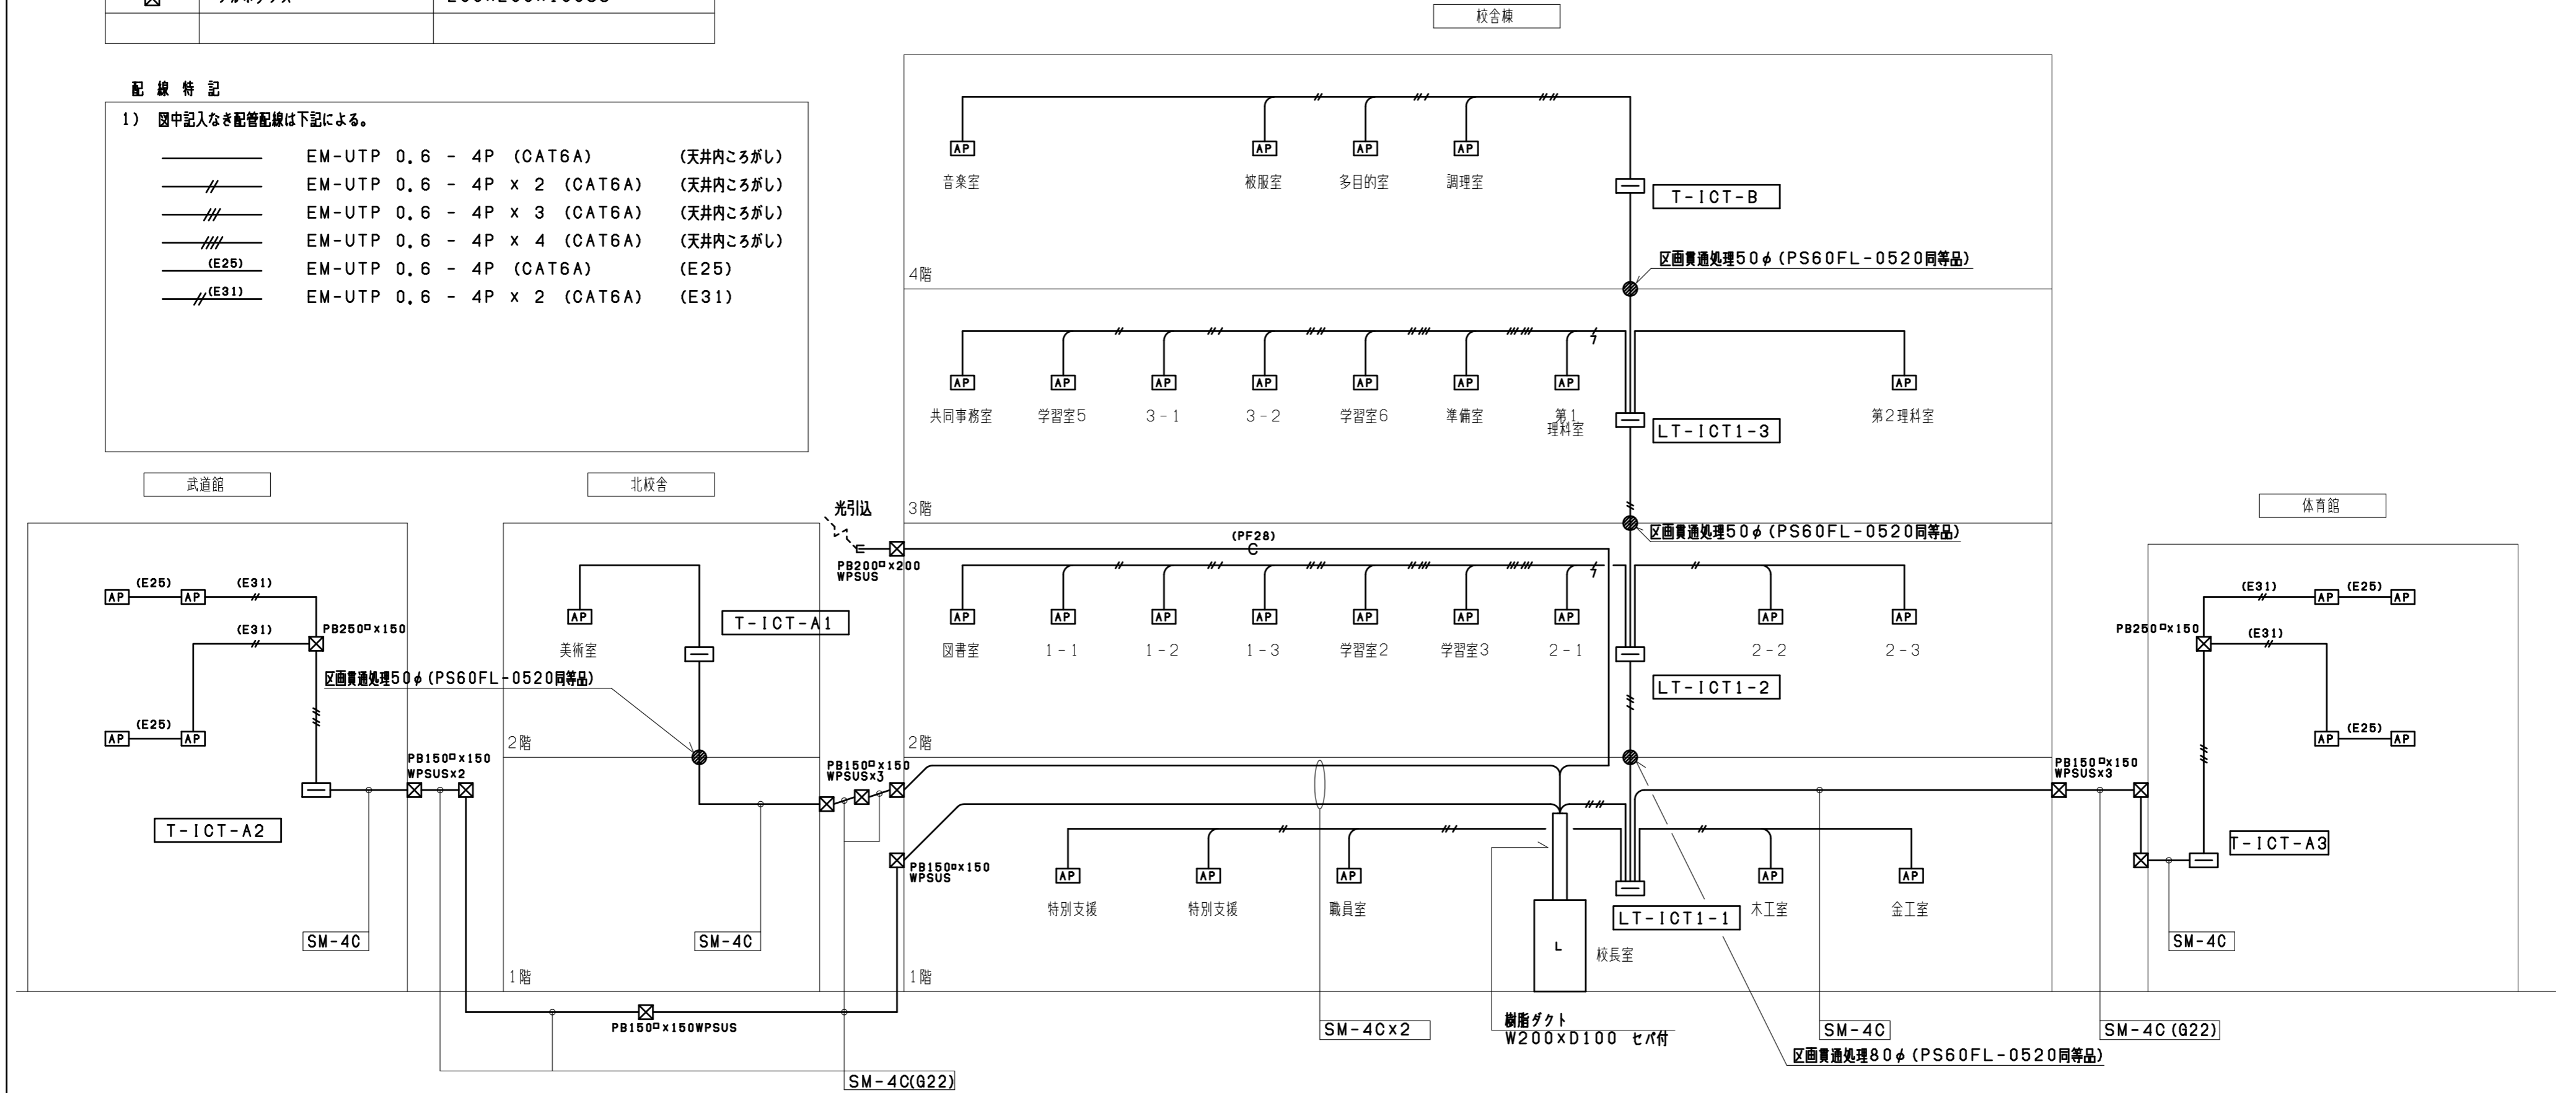 校舎棟
配 線 特 記
1) 図中記入なき配管配線は下記による。
EM-UTP 0.6 - 4P (CAT6A) (天井内ころがし)
EM-UTP 0.6 - 4P x 2 (CAT6A) (天井内ころがし)
EM-UTP 0.6 - 4P x 3 (CAT6A) (天井内ころがし)
EM-UTP 0.6 - 4P x 4 (CAT6A) (天井内ころがし)
(E25) EM-UTP 0.6 - 4P (CAT6A) (E25)
(E31) EM-UTP 0.6 - 4P x 2 (CAT6A) (E31)
AP AP AP AP
音楽室 被服室 多目的室 調理室
T-ICT-B
区画貫通処理50φ(PS60FL-0520同等品)
4階
AP AP AP AP AP AP AP AP
共同事務室 学習室5 3-1 3-2 学習室6 準備室 第1 第2理科室
理科室
LT-ICT1-3
3階
区画貫通処理50φ(PS60FL-0520同等品)
光引込
(PF28)
C
PB200□x200
WPSUS
AP AP AP AP AP AP AP AP AP
図書室 1-1 1-2 1-3 学習室2 学習室3 2-1 2-2 2-3
LT-ICT1-2
2階
武道館
(E25) (E31)
AP AP
PB250□x150
(E31)
(E25)
AP AP
T-ICT-A2
PB150□x150
WPSUSx2
SM-4C
北校舎
AP
美術室
T-ICT-A1
区画貫通処理50φ(PS60FL-0520同等品)
2階
PB150□x150
WPSUSx3
SM-4C
1階
PB150□x150WPSUS
SM-4C(G22)
PB150□x150
WPSUS
AP AP AP AP AP
特別支援 特別支援 職員室 木工室 金工室
LT-ICT1-1
L
校長室
1階
SM-4Cx2
樹脂ダクト
W200xD100 セパ付
SM-4C
区画貫通処理80φ(PS60FL-0520同等品)
PB150□x150
WPSUSx3
SM-4C(G22)
体育館
(E31) (E25)
AP AP
PB250□x150
(E31)
(E25)
AP AP
T-ICT-A3
SM-4C